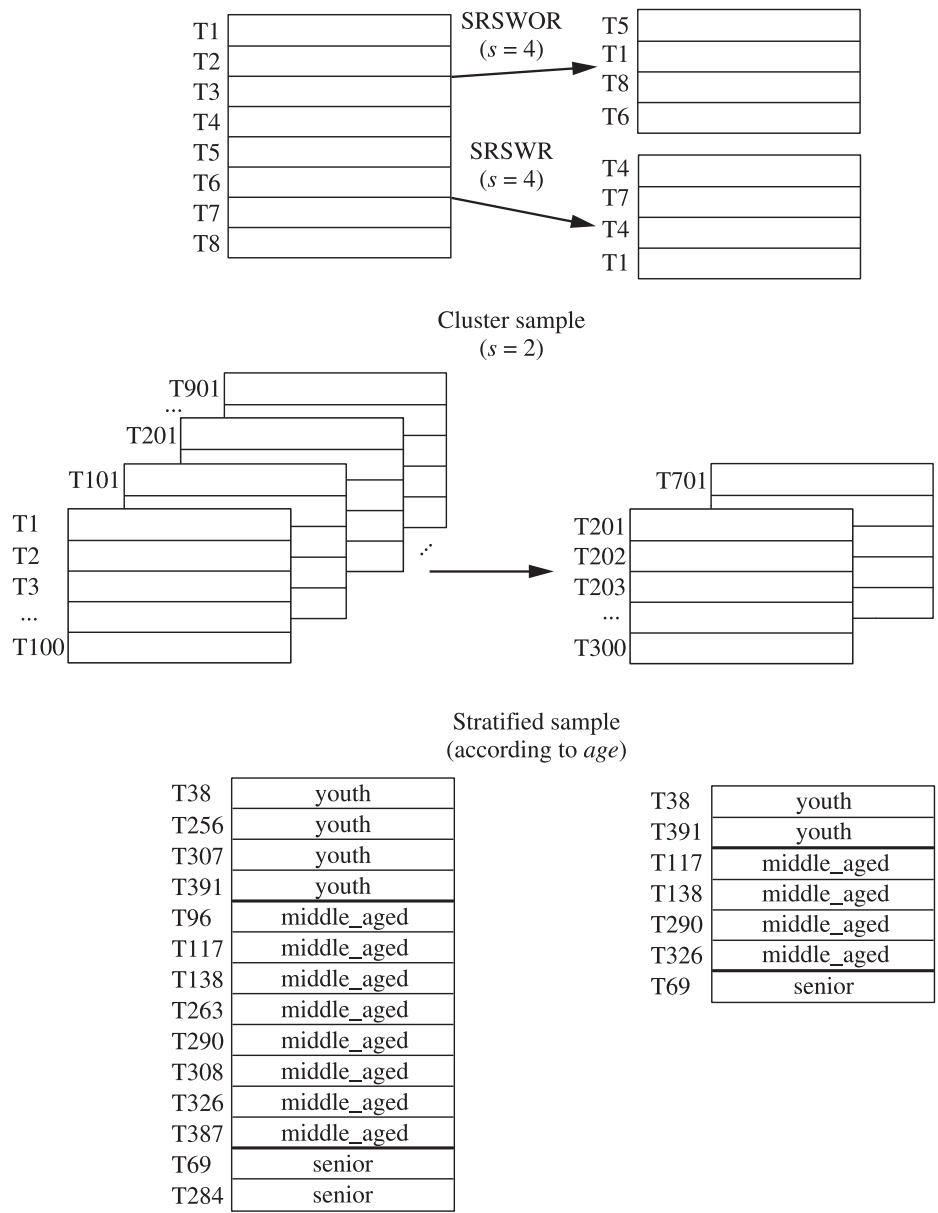 T1
T2
T3
T4
T5
T6
T7
T8
SRSWOR
(s = 4)
T5
T1
T8
T6
SRSWR
(s = 4)
T4
T7
T4
T1
Cluster sample
(s = 2)
T901
...
T201
T101
T1
T2
T3
...
T100
...
T701
T201
T202
T203
...
T300
Stratified sample
(according to age)
T38 youth
T256 youth
T307 youth
T391 youth
T96 middle_aged
T117 middle_aged
T138 middle_aged
T263 middle_aged
T290 middle_aged
T308 middle_aged
T326 middle_aged
T387 middle_aged
T69 senior
T284 senior
T38 youth
T391 youth
T117 middle_aged
T138 middle_aged
T290 middle_aged
T326 middle_aged
T69 senior